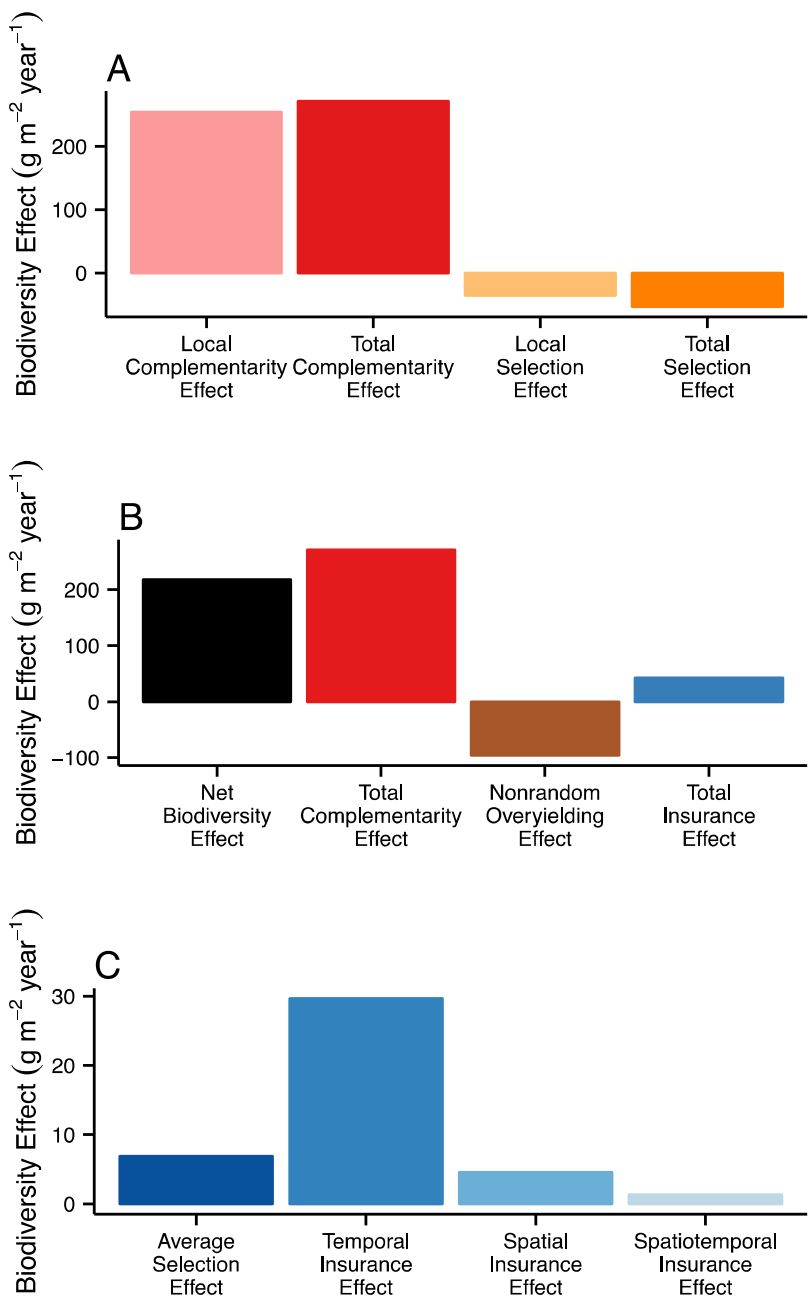 A
Biodiversity Effect (g m⁻² year⁻¹)
200
100
0
Local Complementarity Effect
Total Complementarity Effect
Local Selection Effect
Total Selection Effect
B
Biodiversity Effect (g m⁻² year⁻¹)
200
100
0
−100
Net Biodiversity Effect
Total Complementarity Effect
Nonrandom Overyielding Effect
Total Insurance Effect
C
Biodiversity Effect (g m⁻² year⁻¹)
30
20
10
0
Average Selection Effect
Temporal Insurance Effect
Spatial Insurance Effect
Spatiotemporal Insurance Effect